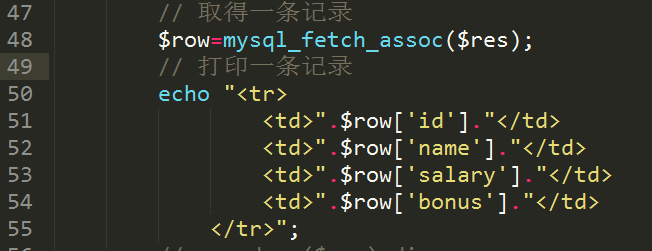 47 // 取得一条记录
48 $row=mysql_fetch_assoc($res);
49 // 打印一条记录
50 echo "<tr>
51 <td>".$row['id']."</td>
52 <td>".$row['name']."</td>
53 <td>".$row['salary']."</td>
54 <td>".$row['bonus']."</td>
55 </tr>";